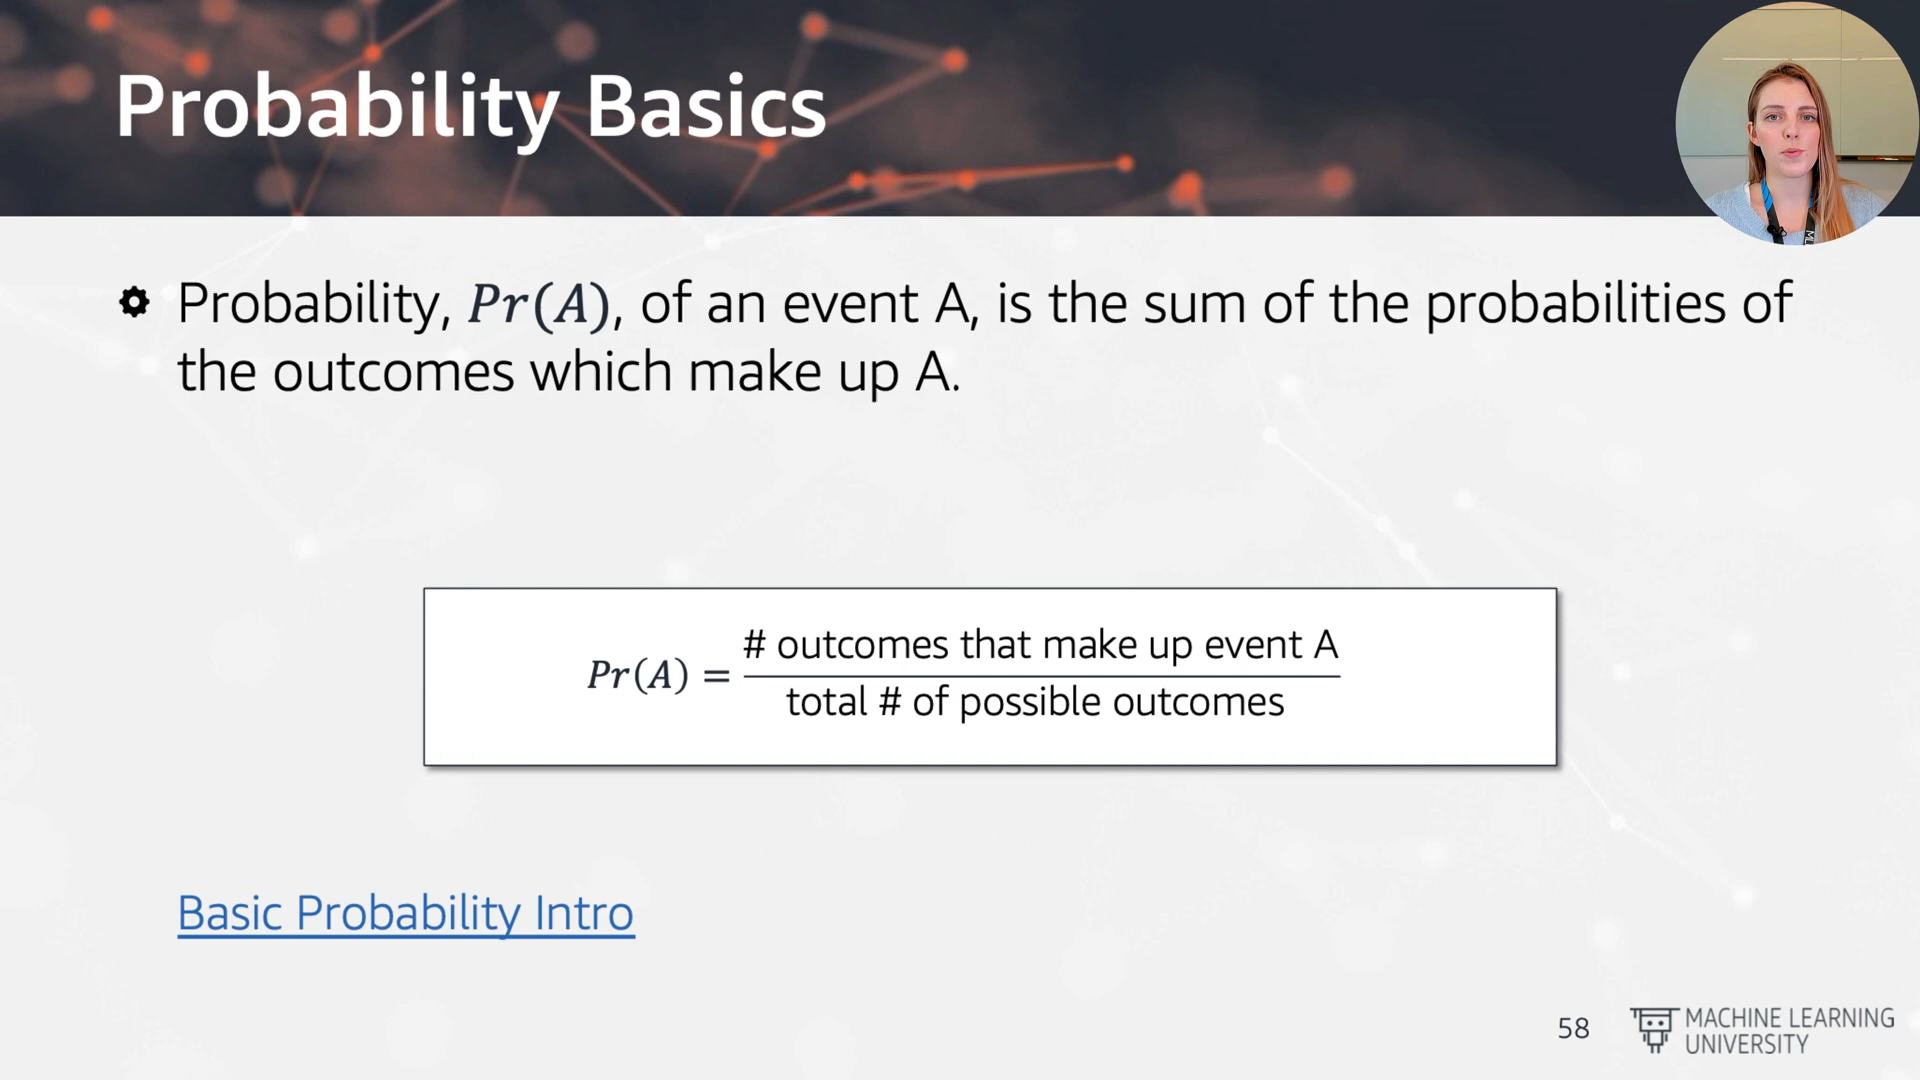 Probability Basics
Probability, Pr(A), of an event A, is the sum of the probabilities of
the outcomes which make up A.
Pr(A) = # outcomes that make up event A
total # of possible outcomes
Basic Probability Intro
58
MACHINE LEARNING
UNIVERSITY